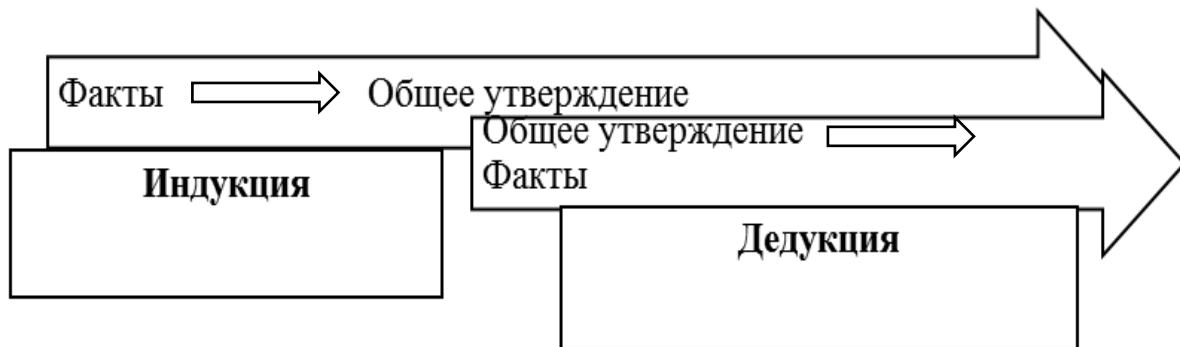 Факты Общее утверждение
Общее утверждение
Факты
Индукция
Дедукция